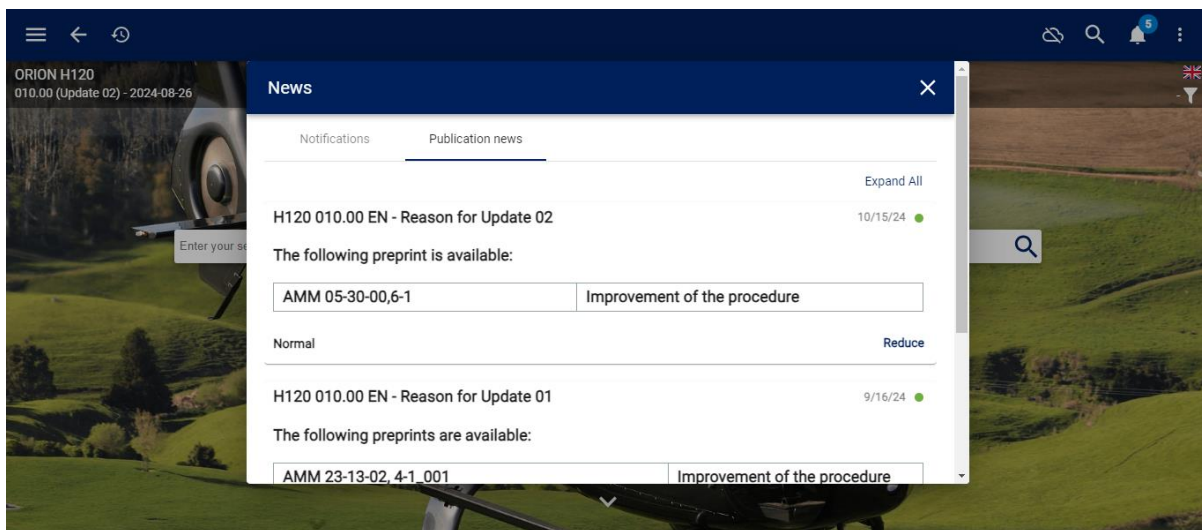 5
ORION H120
010.00 (Update 02) - 2024-08-26
News
Notifications
Publication news
Expand All
H120 010.00 EN - Reason for Update 02
10/15/24
The following preprint is available:
Enter your se
AMM 05-30-00,6-1
Improvement of the procedure
Normal
Reduce
H120 010.00 EN - Reason for Update 01
9/16/24
The following preprints are available:
AMM 23-13-02, 4-1_001
Improvement of the procedure